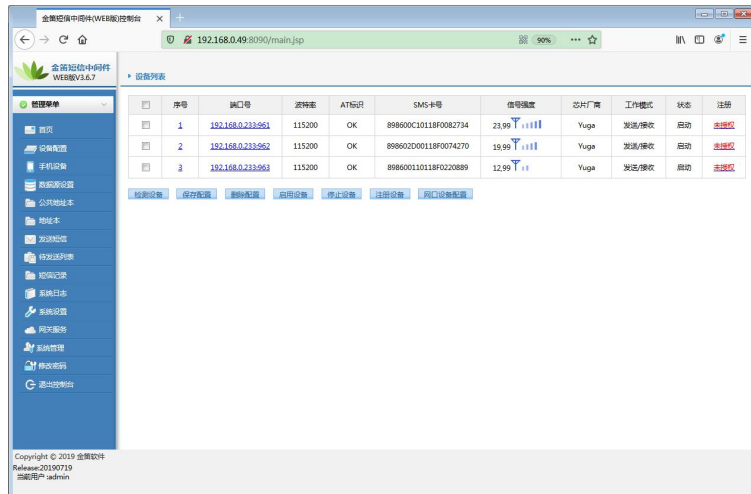 金笛短信中间件(WEB版)控制台
192.168.0.49:8090/main.jsp
90%
金笛短信中间件
WEB版V3.6.7
设备列表
管理菜单
首页
设备配置
手机设备
数据源设置
公共地址本
地址本
发送短信
待发送列表
短信记录
系统日志
系统设置
网关服务
系统管理
修改密码
退出控制台
序号 端口号 波特率 AT标识 SMS卡号 信号强度 芯片厂商 工作模式 状态 注册
1 192.168.0.233:961 115200 OK 898600C10118F0082734 23,99 Yuga 发送/接收 启动 未授权
2 192.168.0.233:962 115200 OK 898602D00118F0074270 19,99 Yuga 发送/接收 启动 未授权
3 192.168.0.233:963 115200 OK 898600110118F0220889 12,99 Yuga 发送/接收 启动 未授权
检测设备 保存配置 删除配置 启用设备 停止设备 注册设备 网口设备配置
Copyright © 2019 金笛软件
Release:20190719
当前用户 :admin